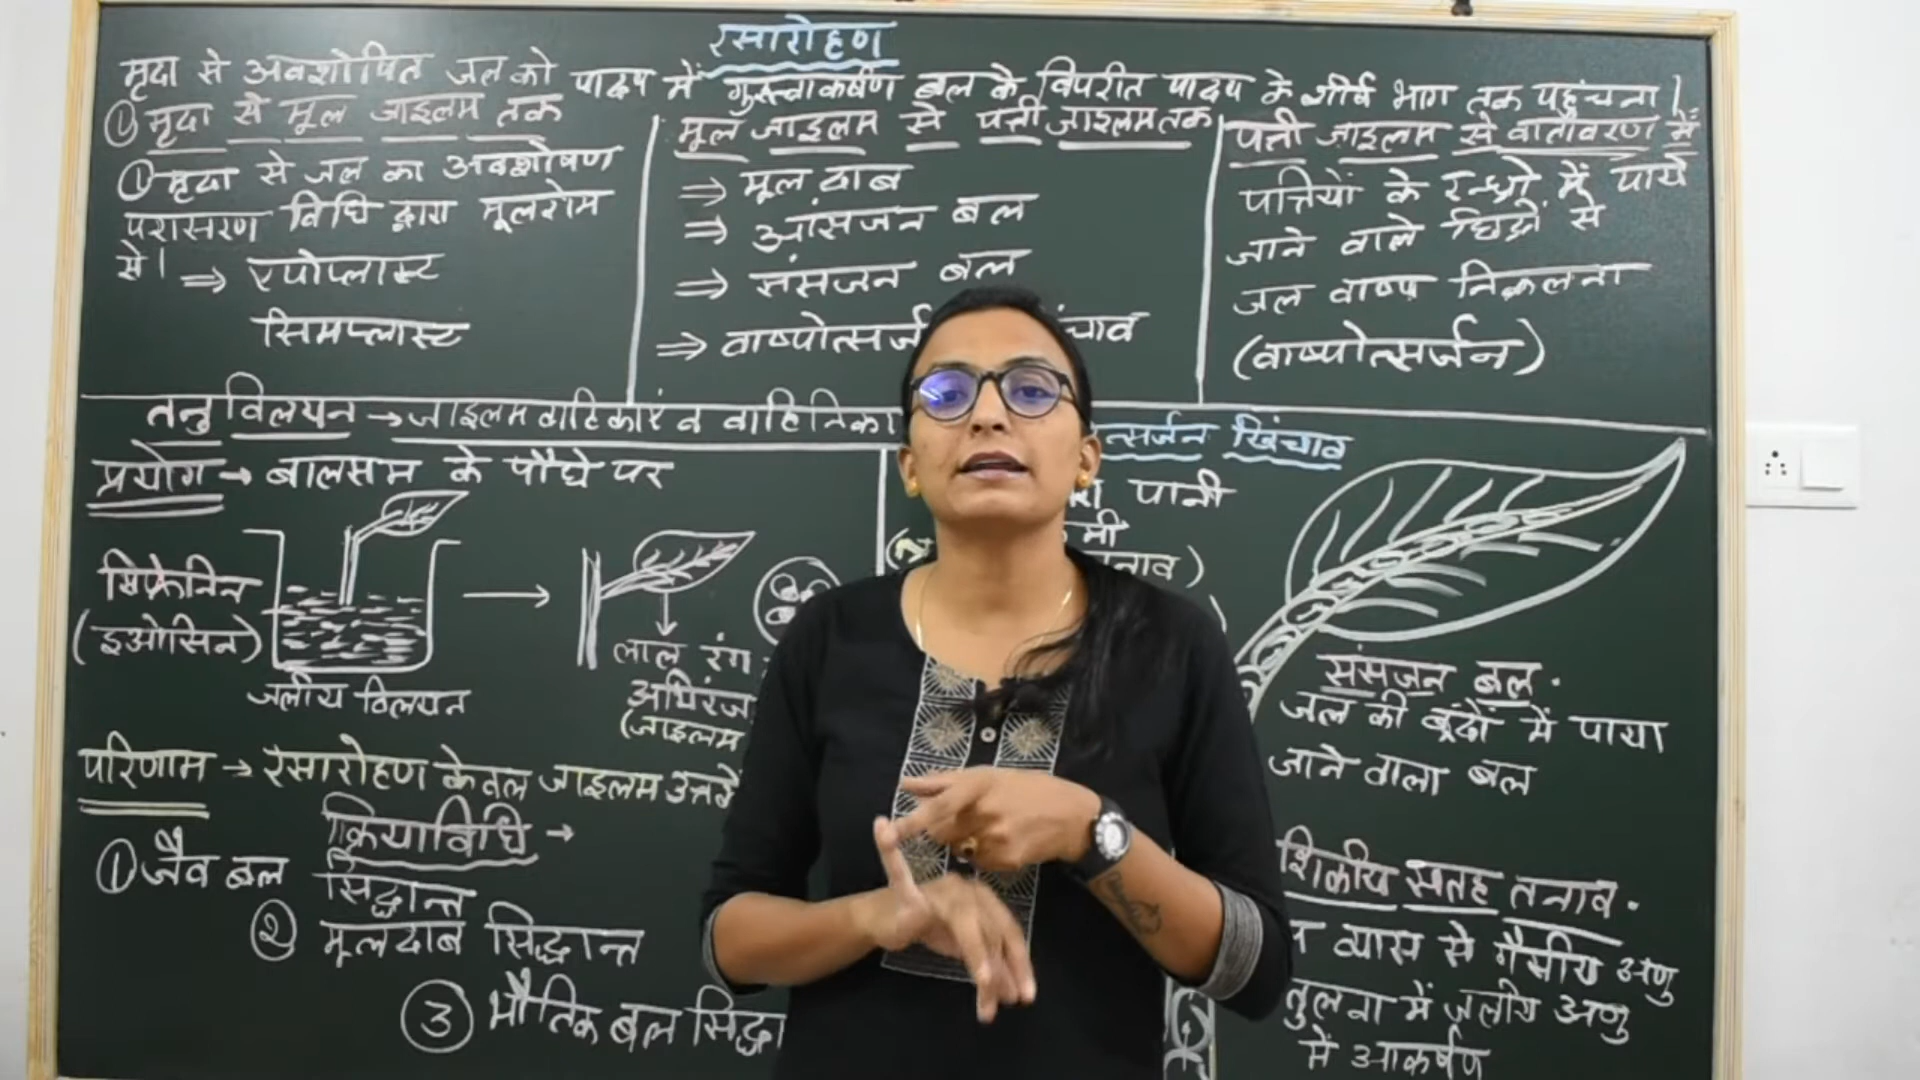 रसारोहण
मृदा से अवशोषित जल को पादप में गुरुत्वाकर्षण बल के विपरीत पादप के शीर्ष भाग तक पहुंचना।
① मृदा से मूल जाइलम तक
① मृदा से जल का अवशोषण
परासरण विधि द्वारा मूलरोम
से। ⇒ एपोप्लास्ट
सिमप्लास्ट
मूल जाइलम से पत्ती जाइलम तक
⇒ मूल दाब
⇒ आंसजन बल
⇒ संसजन बल
⇒ वाष्पोत्सर्ज
पत्ती जाइलम से वातावरण में
पत्तियों के रन्ध्रों में पाये
जाने वाले छिद्रों से
जल वाष्प निकलना
(वाष्पोत्सर्जन)
तन्तु विलयन → जाइलम वाहिकाएं व वाहिनिका
प्रयोग → बालसम के पौधे पर
सेफ्रेनिन
(इओसिन)
जलीय विलयन
लाल रंग
अभिरंज
(जाइलम
परिणाम → रसारोहण केवल जाइलम
क्रियाविधि →
① जैव बल सिद्धान्त
② मूलदाब सिद्धान्त
③ भौतिक बल सिद्धा
त्सर्जन खिंचाव
पानी
नाव)
संसजन बल.
जल की बूंदों में पाया
जाने वाला बल
शिकीय सतह तनाव.
व्यास से गैसीय अणु
तुलना में जलीय अणु
में आकर्षण